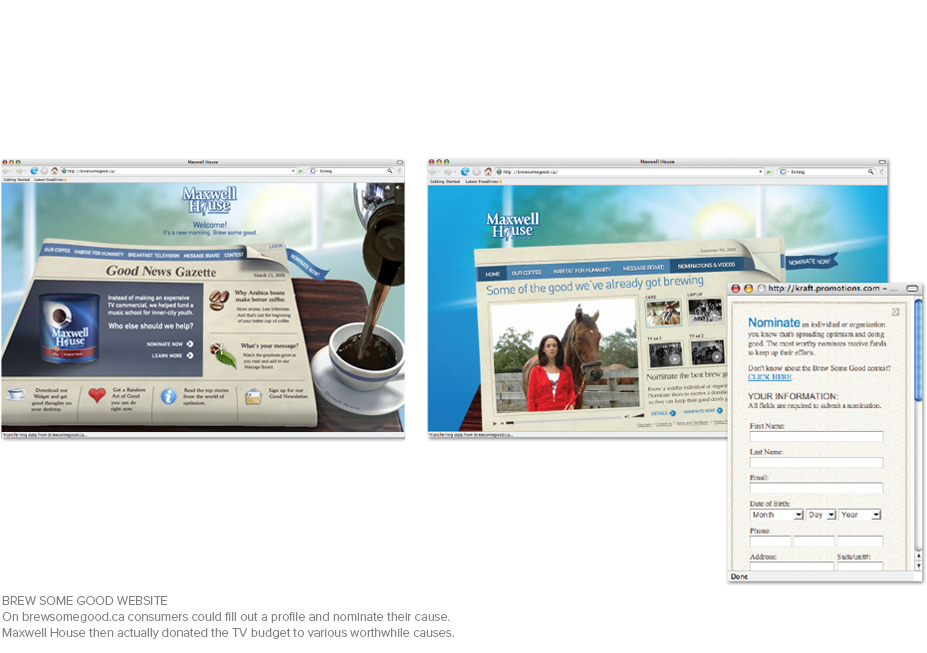 Maxwell House
http://brewsomegood.ca/
Getting Started Latest Headlines
Maxwell
House
Welcome!
It's a new morning. Brew some good.
LOGIN
OUR COFFEE HABITAT FOR HUMANITY BREAKFAST TELEVISION MESSAGE BOARD CONTEST
NOMINATE NOW!
Good News Gazette
March 13, 2008
Maxwell
House
Instead of making an expensive
TV commercial, we helped fund a
music school for inner-city youth.
Who else should we help?
NOMINATE NOW
LEARN MORE
Why Arabica beans
make better coffee.
More aroma. Less bitterness.
And that's just the beginning
of your better cup of coffee.
What's your message?
Watch the goodness grow as
you read and add to our
Message Board.
Download our
Widget and get
good thoughts on
your desktop.
Get a Random
Act of Good
you can do
right now.
Read the top stories
from the world of
optimism.
Sign up for our
Good Newsletter.
Transferring data from brewsomegood.ca...
Maxwell House
http://brewsomegood.ca/
Getting Started Latest Headlines
Maxwell
House
HOME OUR COFFEE HABITAT FOR HUMANITY MESSAGE BOARD NOMINATIONS & VIDEOS
NOMINATE NOW!
Some of the good we've already got brewing
TV ad 2
Nominate the best brew
Know a worthy individual or
Nominate them to receive a
so they can keep their good deeds
DETAILS NOMINATE NOW
Transferring data from brewsomegood.ca...
http://kraft.promotions.com – ...
Nominate an individual or organization
you know that's spreading optimism and doing
good. The most worthy nominees receive funds
to keep up their efforts.
Don't know about the Brew Some Good contest?
CLICK HERE.
YOUR INFORMATION:
All fields are required to submit a nomination.
First Name:
Last Name:
Email:
Date of Birth:
Month Day Year
Phone:
Address: Suite/unit#:
Done
BREW SOME GOOD WEBSITE
On brewsomegood.ca consumers could fill out a profile and nominate their cause.
Maxwell House then actually donated the TV budget to various worthwhile causes.